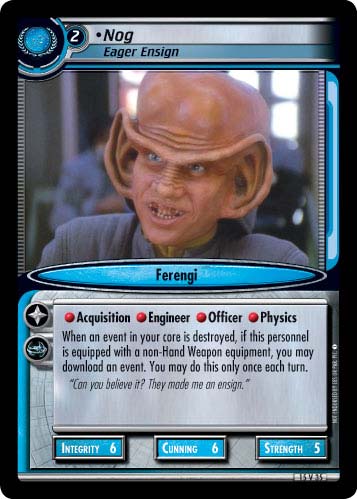 2
•Nog
Eager Ensign
Ferengi
Acquisition Engineer Officer Physics
When an event in your core is destroyed, if this personnel
is equipped with a non-Hand Weapon equipment, you may
download an event. You may do this only once each turn.
"Can you believe it? They made me an ensign."
INTEGRITY 6 CUNNING 6 STRENGTH 5
15 V 35